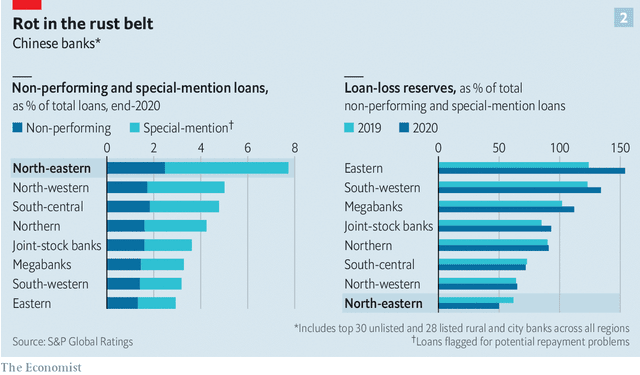 Rot in the rust belt
2
Chinese banks*
Non-performing and special-mention loans,
as % of total loans, end-2020
Non-performing
Special-mention†
0 2 4 6 8
North-eastern
North-western
South-central
Northern
Joint-stock banks
Megabanks
South-western
Eastern
Loan-loss reserves, as % of total
non-performing and special-mention loans
2019
2020
0 50 100 150
Eastern
South-western
Megabanks
Joint-stock banks
Northern
South-central
North-western
North-eastern
Source: S&P Global Ratings
*Includes top 30 unlisted and 28 listed rural and city banks across all regions
†Loans flagged for potential repayment problems
The Economist